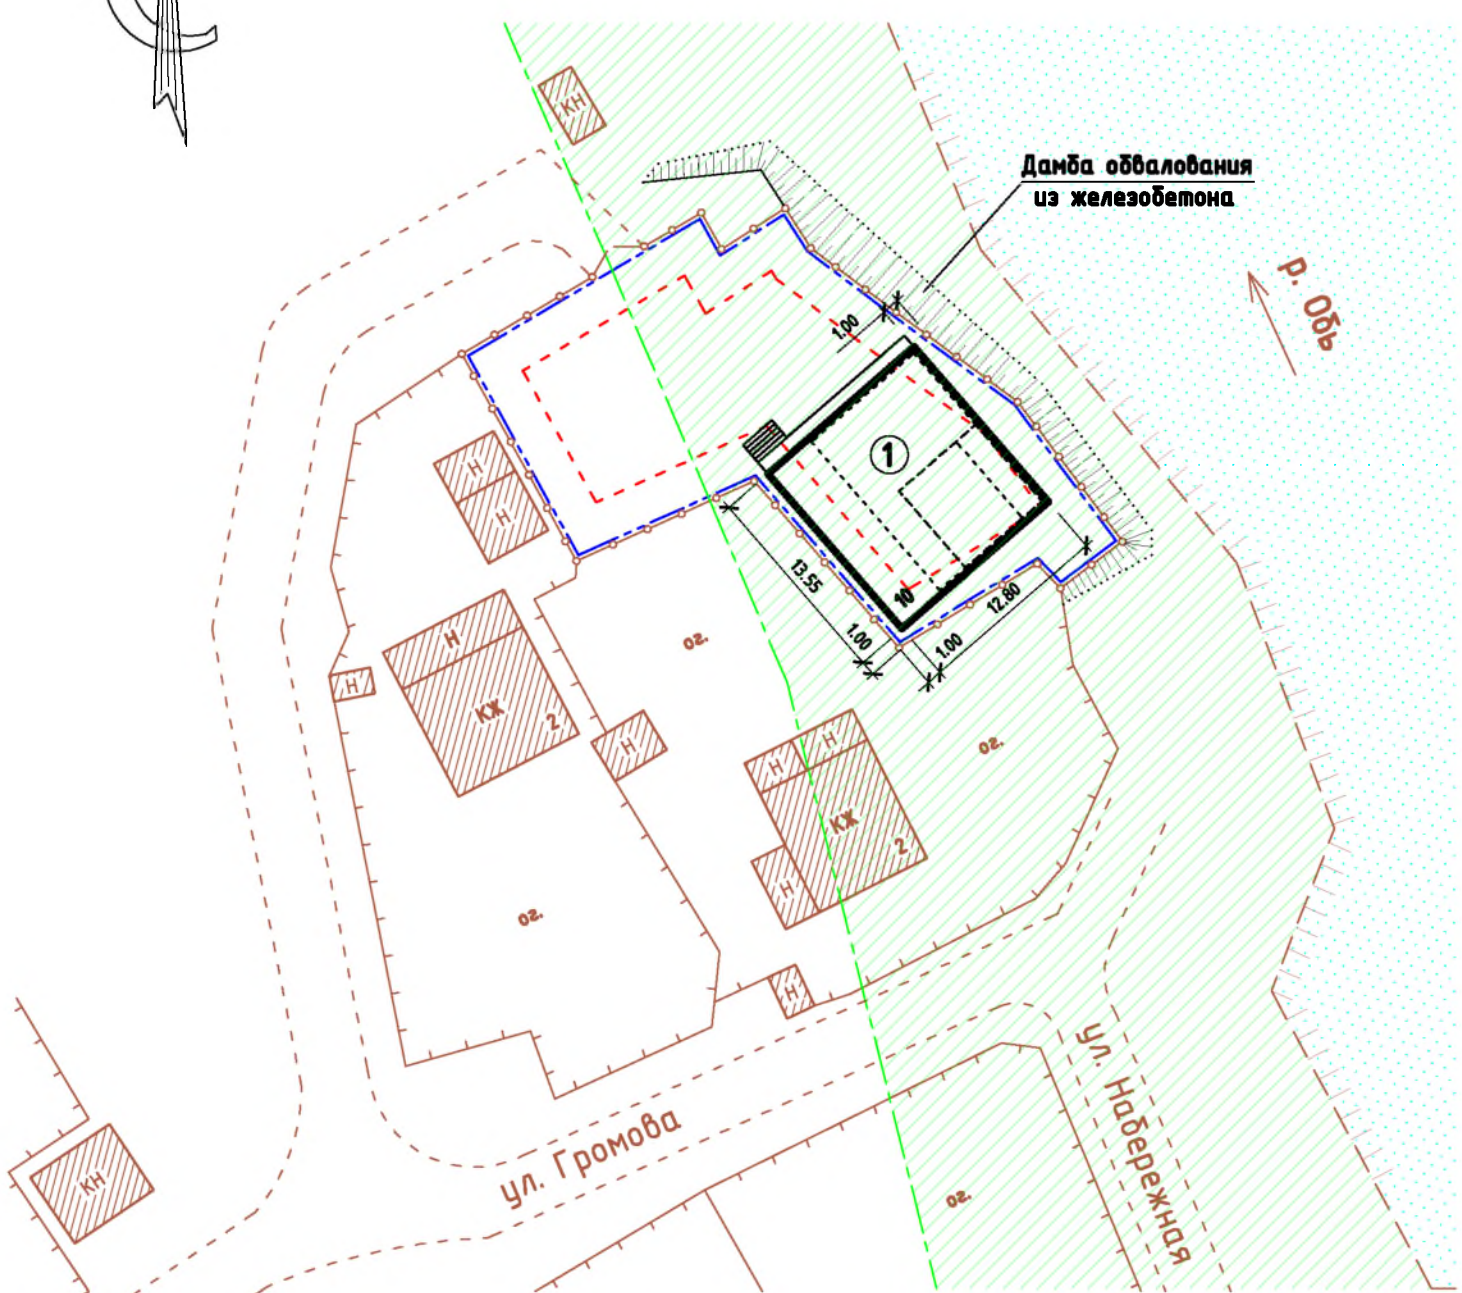 КН
Дамба обвалования
из железобетона
р. Обь
1.00
1
Н
Н
13.55
10
12.80
1.00
1.00
Н
Н
КЖ
2
ог.
Н
Н
Н
КЖ
2
Н
ог.
ог.
Н
ул. Громова
ул. Набережная
КН
ог.